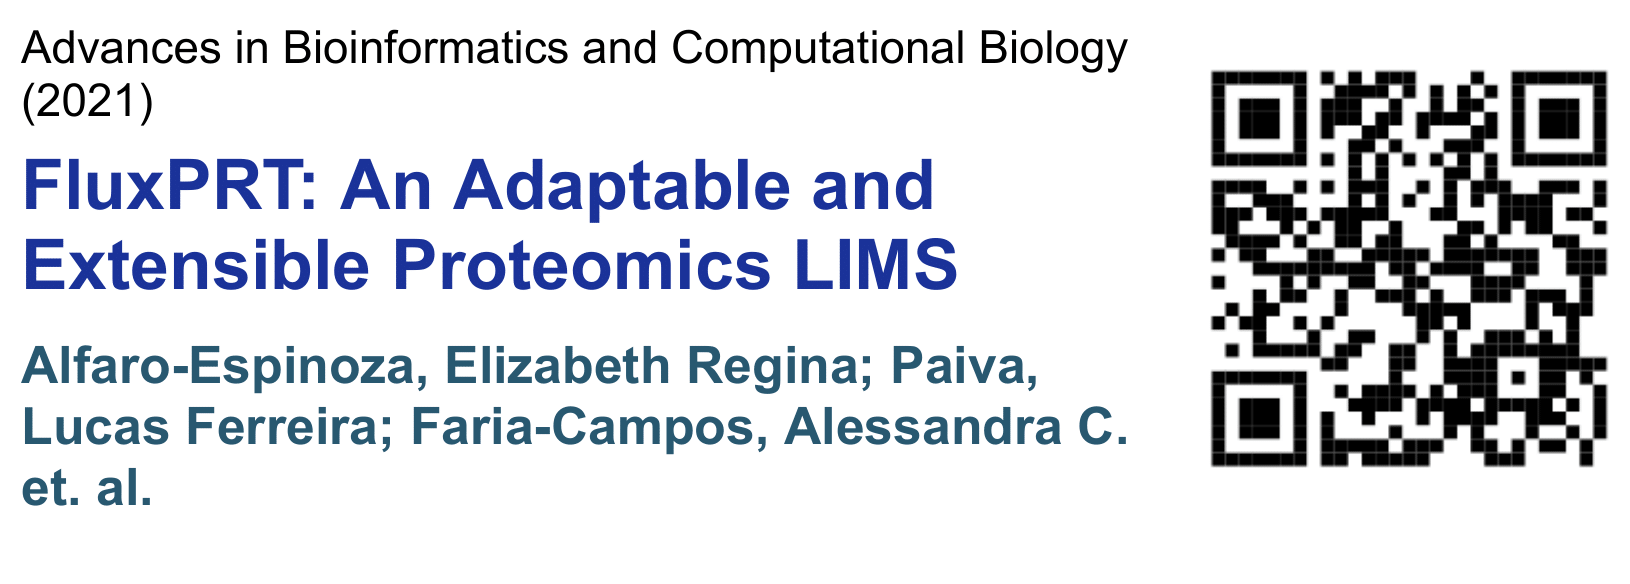 Advances in Bioinformatics and Computational Biology
(2021)
FluxPRT: An Adaptable and
Extensible Proteomics LIMS
Alfaro-Espinoza, Elizabeth Regina; Paiva,
Lucas Ferreira; Faria-Campos, Alessandra C.
et. al.